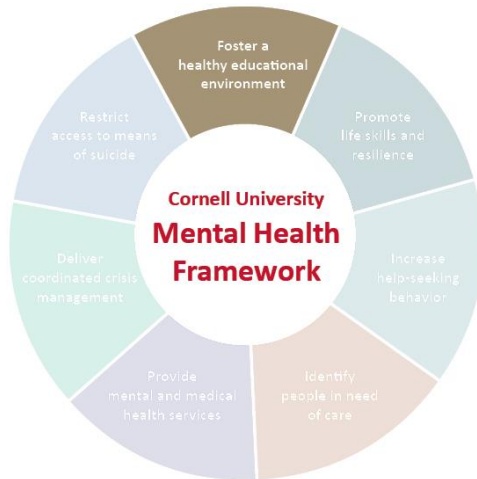 Foster a
healthy educational
environment
Promote
life skills and
resilience
Increase
help-seeking
behavior
Identify
people in need
of care
Provide
mental and medical
health services
Deliver
coordinated crisis
management
Restrict
access to means
of suicide
Cornell University
Mental Health
Framework